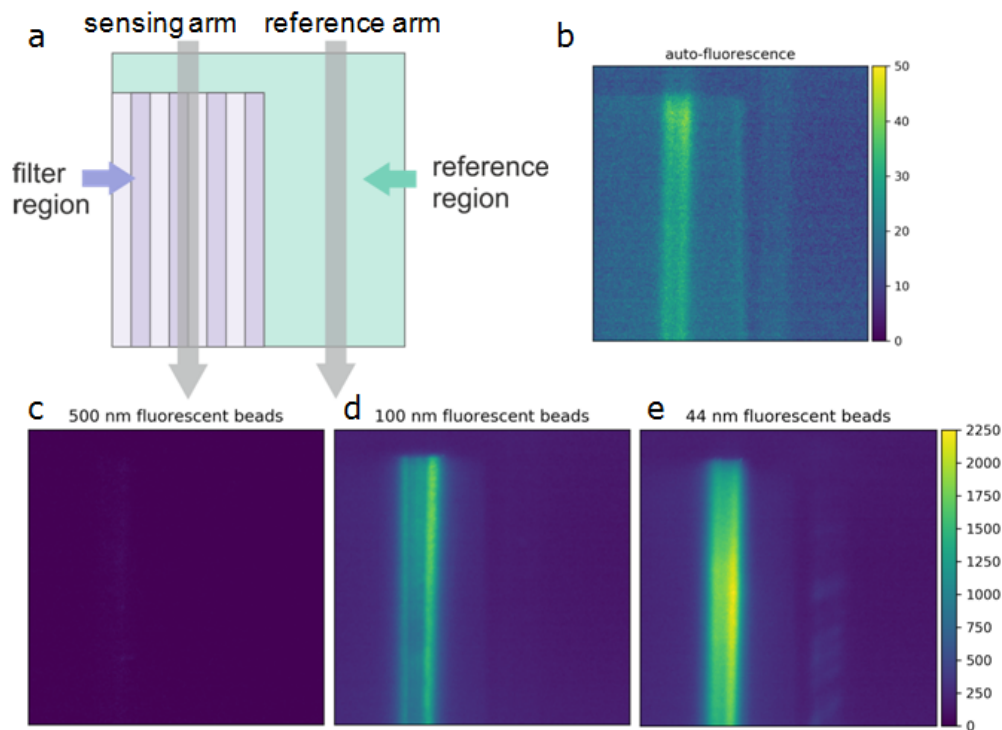 a
sensing arm
reference arm
filter
region
reference
region
b
auto-fluorescence
50
40
30
20
10
0
c
500 nm fluorescent beads
d
100 nm fluorescent beads
e
44 nm fluorescent beads
2250
2000
1750
1500
1250
1000
750
500
250
0